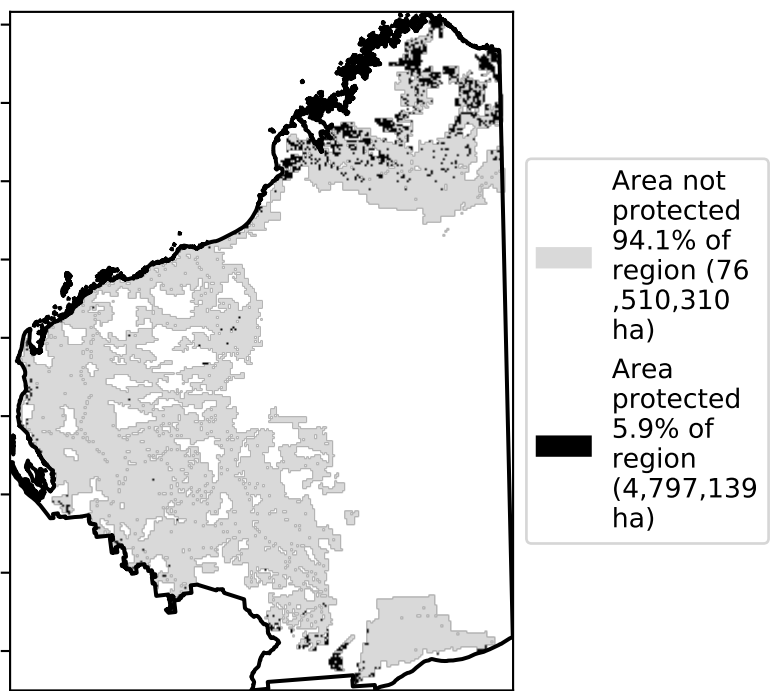 Area not
protected
94.1% of
region (76
,510,310
ha)
Area
protected
5.9% of
region
(4,797,139
ha)